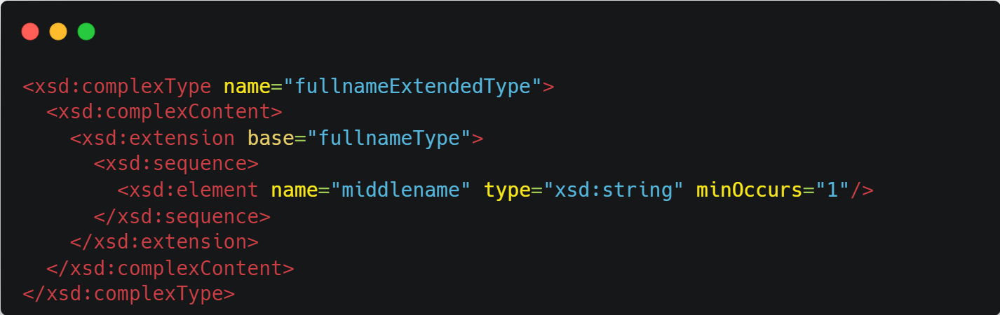 <xsd:complexType name="fullnameExtendedType">
  <xsd:complexContent>
    <xsd:extension base="fullnameType">
      <xsd:sequence>
        <xsd:element name="middlename" type="xsd:string" minOccurs="1"/>
      </xsd:sequence>
    </xsd:extension>
  </xsd:complexContent>
</xsd:complexType>